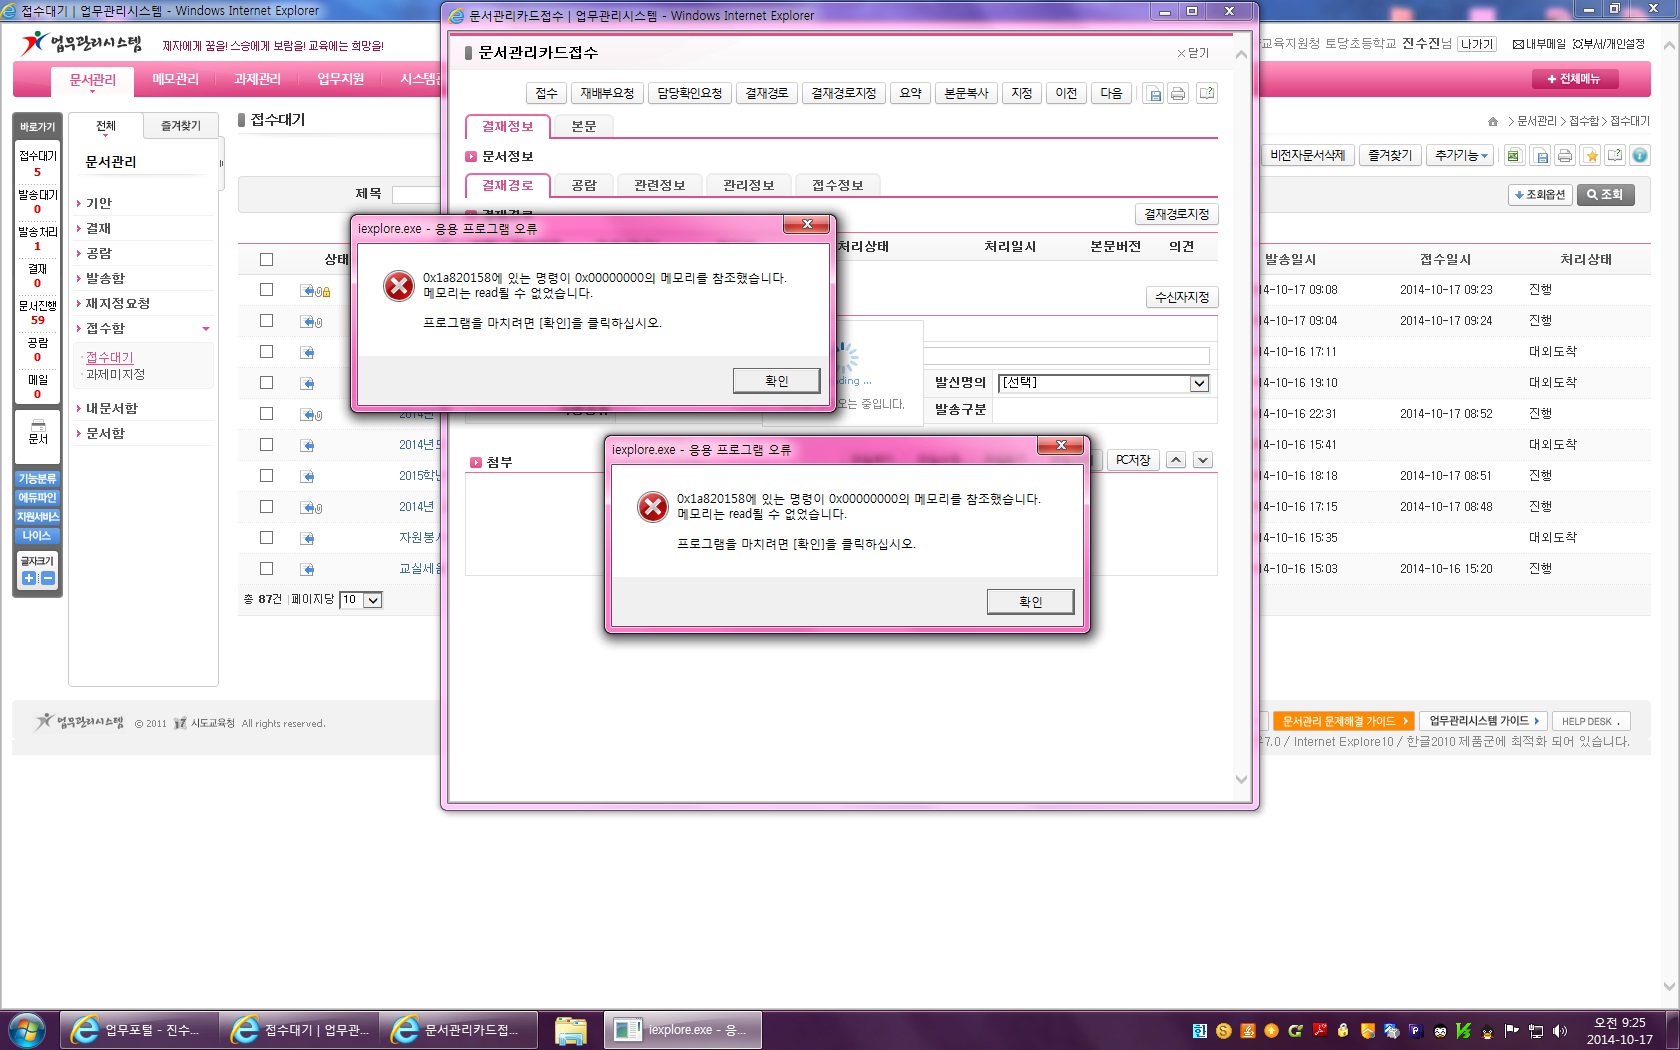 접수대기 | 업무관리시스템 - Windows Internet Explorer
문서관리카드접수 | 업무관리시스템 - Windows Internet Explorer
업무관리시스템
제자에게 꿈을! 스승에게 보람을! 교육에는 희망을!
교육지원청 토당초등학교 진수진님 나가기
내부메일 부서/개인설정
문서관리 메모관리 과제관리 업무지원
전체메뉴
바로가기
접수대기
5
발송대기
0
발송처리
1
결재
0
문서진행
59
공람
0
메일
0
문서
기능분류
에듀파인
지원서비스
나이스
글자크기
전체 즐겨찾기
문서관리
기안
결재
공람
발송함
재지정요청
접수함
접수대기
과제미지정
내문서함
문서함
접수대기
제목
상태
2014년도
2015학년
2014년
자원봉사
교실세움
총 87건 | 페이지당 10
문서관리카드접수
닫기
접수 재배부요청 담당확인요청 결재경로 결재경로지정 요약 본문복사 지정 이전 다음
결재정보 본문
문서정보
결재경로 공람 관련정보 관리정보 접수정보
결재경로지정
처리상태 처리일시 본문버전 의견
수신자지정
발신명의 [선택]
발송구분
오는 중입니다.
첨부
PC저장
iexplore.exe - 응용 프로그램 오류
0x1a820158에 있는 명령이 0x00000000의 메모리를 참조했습니다.
메모리는 read될 수 없었습니다.
프로그램을 마치려면 [확인]을 클릭하십시오.
확인
iexplore.exe - 응용 프로그램 오류
0x1a820158에 있는 명령이 0x00000000의 메모리를 참조했습니다.
메모리는 read될 수 없었습니다.
프로그램을 마치려면 [확인]을 클릭하십시오.
확인
>문서관리 > 접수함 > 접수대기
비전자문서삭제 즐겨찾기 추가기능
조회옵션 조회
발송일시 접수일시 처리상태
14-10-17 09:08 2014-10-17 09:23 진행
14-10-17 09:04 2014-10-17 09:24 진행
14-10-16 17:11 대외도착
14-10-16 19:10 대외도착
14-10-16 22:31 2014-10-17 08:52 진행
14-10-16 15:41 대외도착
14-10-16 18:18 2014-10-17 08:51 진행
14-10-16 17:15 2014-10-17 08:48 진행
14-10-16 15:35 대외도착
14-10-16 15:03 2014-10-16 15:20 진행
업무관리시스템 © 2011 시도교육청 All rights reserved.
문서관리 문제해결 가이드 업무관리시스템 가이드 HELP DESK
7.0 / Internet Explore10 / 한글2010 제품군에 최적화 되어 있습니다.
업무포털 - 진수...
접수대기 | 업무관...
문서관리카드접...
iexplore.exe - 응...
오전 9:25
2014-10-17